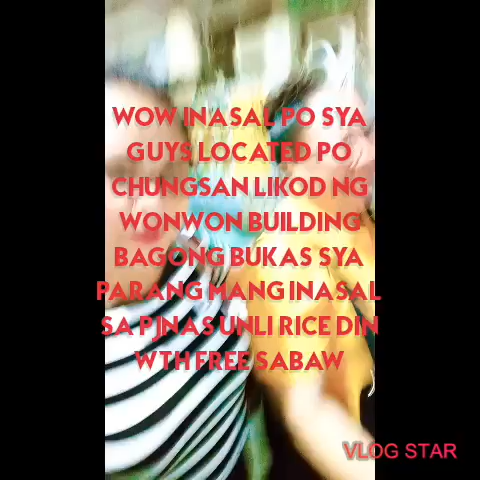 WOW INASAL PO SYA
GUYS LOCATED PO
CHUNGSAN LIKOD NG
WONWON BUILDING
BAGONG BUKAS SYA
PARANG MANG INASAL
SA PJNAS UNLI RICE DIN
WTH FREE SABAW
VLOG STAR